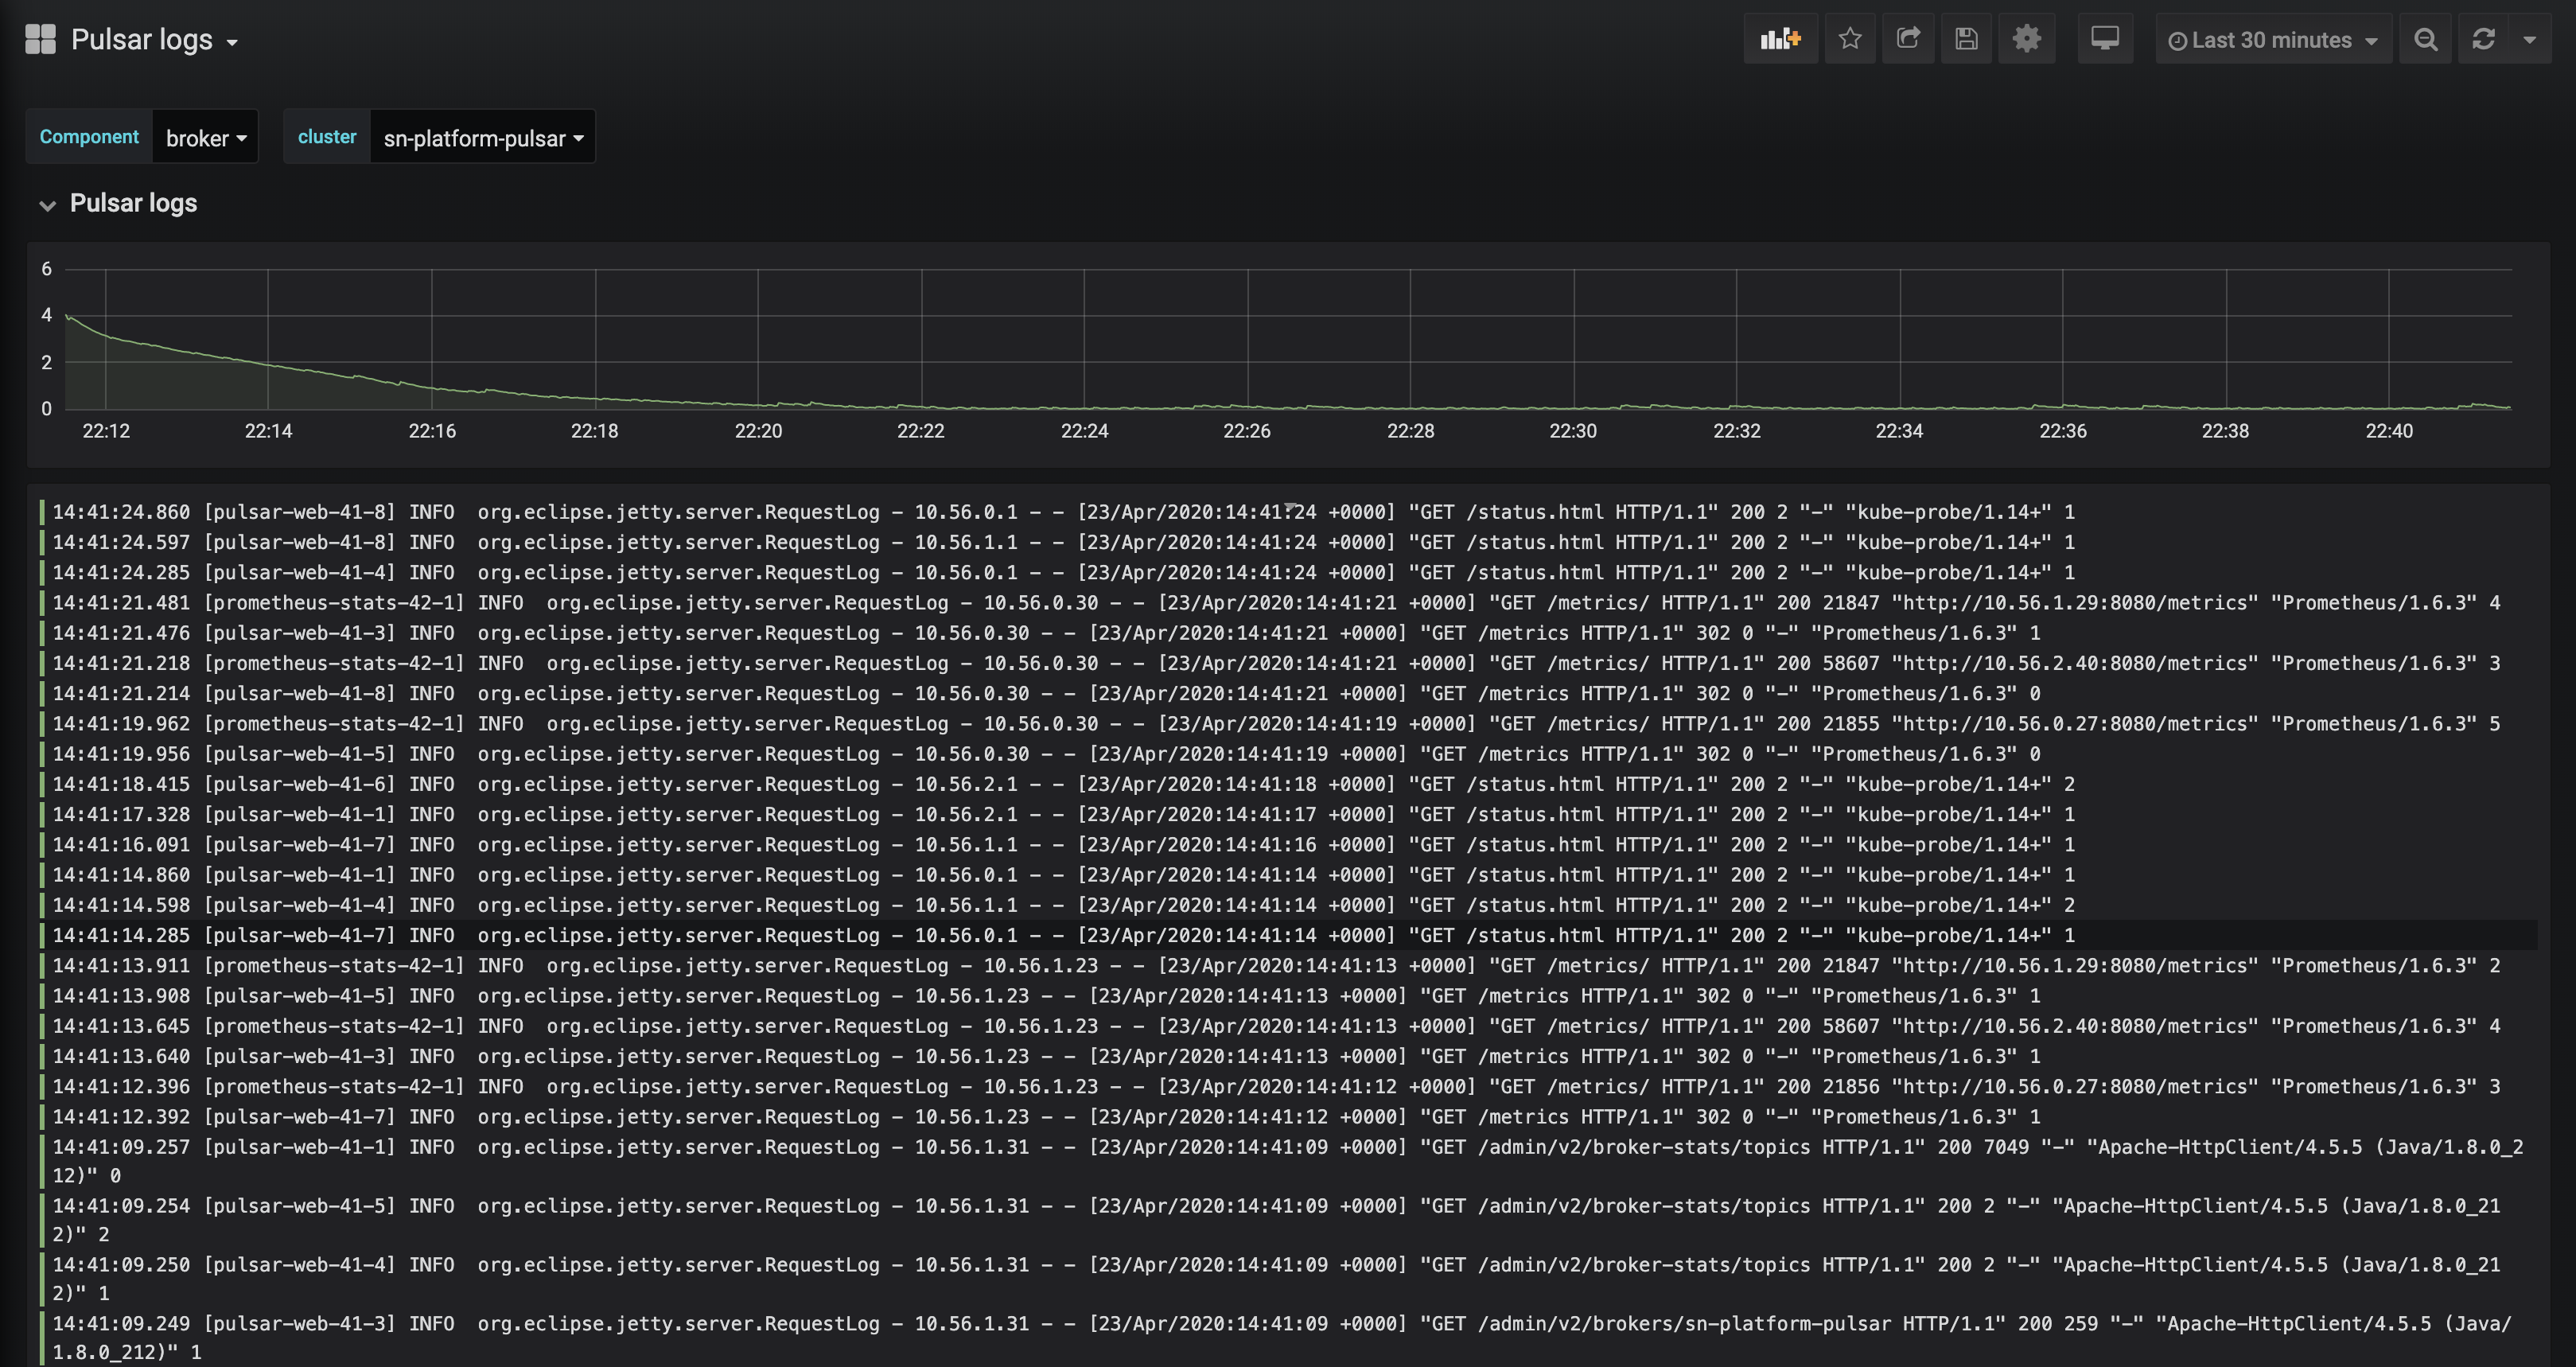 Pulsar logs
Last 30 minutes
Component broker cluster sn-platform-pulsar
Pulsar logs
6
4
2
0
22:12 22:14 22:16 22:18 22:20 22:22 22:24 22:26 22:28 22:30 22:32 22:34 22:36 22:38 22:40
14:41:24.860 [pulsar-web-41-8] INFO  org.eclipse.jetty.server.RequestLog - 10.56.0.1 - - [23/Apr/2020:14:41:24 +0000] "GET /status.html HTTP/1.1" 200 2 "-" "kube-probe/1.14+" 1
14:41:24.597 [pulsar-web-41-8] INFO  org.eclipse.jetty.server.RequestLog - 10.56.1.1 - - [23/Apr/2020:14:41:24 +0000] "GET /status.html HTTP/1.1" 200 2 "-" "kube-probe/1.14+" 1
14:41:24.285 [pulsar-web-41-4] INFO  org.eclipse.jetty.server.RequestLog - 10.56.0.1 - - [23/Apr/2020:14:41:24 +0000] "GET /status.html HTTP/1.1" 200 2 "-" "kube-probe/1.14+" 1
14:41:21.481 [prometheus-stats-42-1] INFO  org.eclipse.jetty.server.RequestLog - 10.56.0.30 - - [23/Apr/2020:14:41:21 +0000] "GET /metrics/ HTTP/1.1" 200 21847 "http://10.56.1.29:8080/metrics" "Prometheus/1.6.3" 4
14:41:21.476 [pulsar-web-41-3] INFO  org.eclipse.jetty.server.RequestLog - 10.56.0.30 - - [23/Apr/2020:14:41:21 +0000] "GET /metrics HTTP/1.1" 302 0 "-" "Prometheus/1.6.3" 1
14:41:21.218 [prometheus-stats-42-1] INFO  org.eclipse.jetty.server.RequestLog - 10.56.0.30 - - [23/Apr/2020:14:41:21 +0000] "GET /metrics/ HTTP/1.1" 200 58607 "http://10.56.2.40:8080/metrics" "Prometheus/1.6.3" 3
14:41:21.214 [pulsar-web-41-8] INFO  org.eclipse.jetty.server.RequestLog - 10.56.0.30 - - [23/Apr/2020:14:41:21 +0000] "GET /metrics HTTP/1.1" 302 0 "-" "Prometheus/1.6.3" 0
14:41:19.962 [prometheus-stats-42-1] INFO  org.eclipse.jetty.server.RequestLog - 10.56.0.30 - - [23/Apr/2020:14:41:19 +0000] "GET /metrics/ HTTP/1.1" 200 21855 "http://10.56.0.27:8080/metrics" "Prometheus/1.6.3" 5
14:41:19.956 [pulsar-web-41-5] INFO  org.eclipse.jetty.server.RequestLog - 10.56.0.30 - - [23/Apr/2020:14:41:19 +0000] "GET /metrics HTTP/1.1" 302 0 "-" "Prometheus/1.6.3" 0
14:41:18.415 [pulsar-web-41-6] INFO  org.eclipse.jetty.server.RequestLog - 10.56.2.1 - - [23/Apr/2020:14:41:18 +0000] "GET /status.html HTTP/1.1" 200 2 "-" "kube-probe/1.14+" 2
14:41:17.328 [pulsar-web-41-1] INFO  org.eclipse.jetty.server.RequestLog - 10.56.2.1 - - [23/Apr/2020:14:41:17 +0000] "GET /status.html HTTP/1.1" 200 2 "-" "kube-probe/1.14+" 1
14:41:16.091 [pulsar-web-41-7] INFO  org.eclipse.jetty.server.RequestLog - 10.56.1.1 - - [23/Apr/2020:14:41:16 +0000] "GET /status.html HTTP/1.1" 200 2 "-" "kube-probe/1.14+" 1
14:41:14.860 [pulsar-web-41-1] INFO  org.eclipse.jetty.server.RequestLog - 10.56.0.1 - - [23/Apr/2020:14:41:14 +0000] "GET /status.html HTTP/1.1" 200 2 "-" "kube-probe/1.14+" 1
14:41:14.598 [pulsar-web-41-4] INFO  org.eclipse.jetty.server.RequestLog - 10.56.1.1 - - [23/Apr/2020:14:41:14 +0000] "GET /status.html HTTP/1.1" 200 2 "-" "kube-probe/1.14+" 2
14:41:14.285 [pulsar-web-41-7] INFO  org.eclipse.jetty.server.RequestLog - 10.56.0.1 - - [23/Apr/2020:14:41:14 +0000] "GET /status.html HTTP/1.1" 200 2 "-" "kube-probe/1.14+" 1
14:41:13.911 [prometheus-stats-42-1] INFO  org.eclipse.jetty.server.RequestLog - 10.56.1.23 - - [23/Apr/2020:14:41:13 +0000] "GET /metrics/ HTTP/1.1" 200 21847 "http://10.56.1.29:8080/metrics" "Prometheus/1.6.3" 2
14:41:13.908 [pulsar-web-41-5] INFO  org.eclipse.jetty.server.RequestLog - 10.56.1.23 - - [23/Apr/2020:14:41:13 +0000] "GET /metrics HTTP/1.1" 302 0 "-" "Prometheus/1.6.3" 1
14:41:13.645 [prometheus-stats-42-1] INFO  org.eclipse.jetty.server.RequestLog - 10.56.1.23 - - [23/Apr/2020:14:41:13 +0000] "GET /metrics/ HTTP/1.1" 200 58607 "http://10.56.2.40:8080/metrics" "Prometheus/1.6.3" 4
14:41:13.640 [pulsar-web-41-3] INFO  org.eclipse.jetty.server.RequestLog - 10.56.1.23 - - [23/Apr/2020:14:41:13 +0000] "GET /metrics HTTP/1.1" 302 0 "-" "Prometheus/1.6.3" 1
14:41:12.396 [prometheus-stats-42-1] INFO  org.eclipse.jetty.server.RequestLog - 10.56.1.23 - - [23/Apr/2020:14:41:12 +0000] "GET /metrics/ HTTP/1.1" 200 21856 "http://10.56.0.27:8080/metrics" "Prometheus/1.6.3" 3
14:41:12.392 [pulsar-web-41-7] INFO  org.eclipse.jetty.server.RequestLog - 10.56.1.23 - - [23/Apr/2020:14:41:12 +0000] "GET /metrics HTTP/1.1" 302 0 "-" "Prometheus/1.6.3" 1
14:41:09.257 [pulsar-web-41-1] INFO  org.eclipse.jetty.server.RequestLog - 10.56.1.31 - - [23/Apr/2020:14:41:09 +0000] "GET /admin/v2/broker-stats/topics HTTP/1.1" 200 7049 "-" "Apache-HttpClient/4.5.5 (Java/1.8.0_2
12)" 0
14:41:09.254 [pulsar-web-41-5] INFO  org.eclipse.jetty.server.RequestLog - 10.56.1.31 - - [23/Apr/2020:14:41:09 +0000] "GET /admin/v2/broker-stats/topics HTTP/1.1" 200 2 "-" "Apache-HttpClient/4.5.5 (Java/1.8.0_21
2)" 2
14:41:09.250 [pulsar-web-41-4] INFO  org.eclipse.jetty.server.RequestLog - 10.56.1.31 - - [23/Apr/2020:14:41:09 +0000] "GET /admin/v2/broker-stats/topics HTTP/1.1" 200 2 "-" "Apache-HttpClient/4.5.5 (Java/1.8.0_21
2)" 1
14:41:09.249 [pulsar-web-41-3] INFO  org.eclipse.jetty.server.RequestLog - 10.56.1.31 - - [23/Apr/2020:14:41:09 +0000] "GET /admin/v2/brokers/sn-platform-pulsar HTTP/1.1" 200 259 "-" "Apache-HttpClient/4.5.5 (Java/
1.8.0_212)" 1